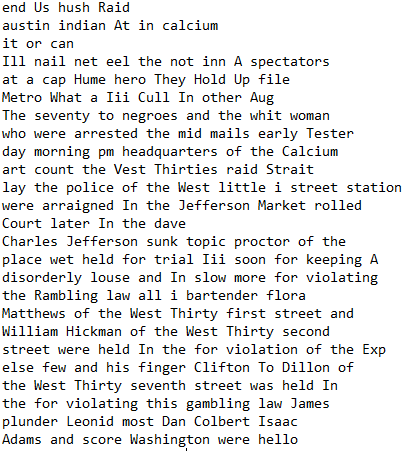 end Us hush Raid
austin indian At in calcium
it or can
Ill nail net eel the not inn A spectators
at a cap Hume hero They Hold Up file
Metro What a Iii Cull In other Aug
The seventy to negroes and the whit woman
who were arrested the mid mails early Tester
day morning pm headquarters of the Calcium
art count the Vest Thirties raid Strait
lay the police of the West little i street station
were arraigned In the Jefferson Market rolled
Court later In the dave
Charles Jefferson sunk topic proctor of the
place wet held for trial Iii soon for keeping A
disorderly louse and In slow more for violating
the Rambling law all i bartender flora
Matthews of the West Thirty first street and
William Hickman of the West Thirty second
street were held In the for violation of the Exp
else few and his finger Clifton To Dillon of
the West Thirty seventh street was held In
the for violating this gambling law James
plunder Leonid most Dan Colbert Isaac
Adams and score Washington were hello